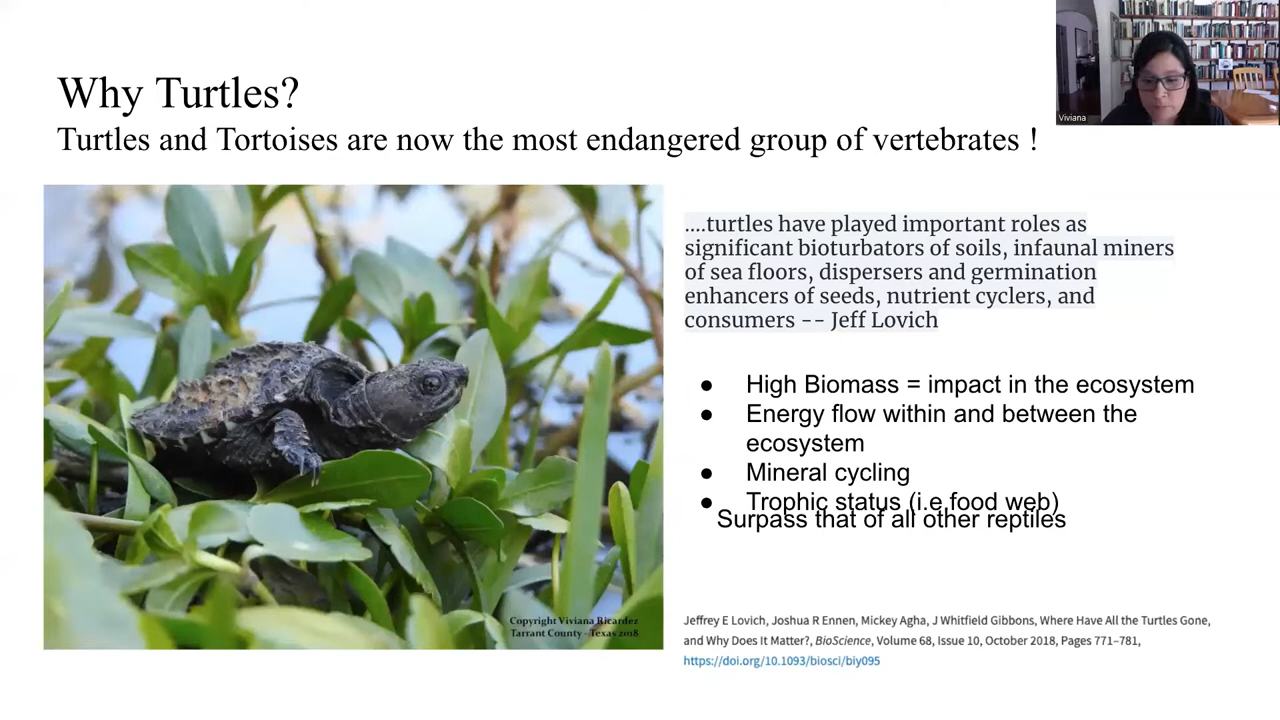 Viviana
Why Turtles?
Turtles and Tortoises are now the most endangered group of vertebrates !
....turtles have played important roles as
significant bioturbators of soils, infaunal miners
of sea floors, dispersers and germination
enhancers of seeds, nutrient cyclers, and
consumers -- Jeff Lovich
● High Biomass = impact in the ecosystem
● Energy flow within and between the
ecosystem
● Mineral cycling
● Trophic status (i.e food web)
Surpass that of all other reptiles
Copyright Viviana Ricardez
Tarrant County - Texas 2018
Jeffrey E Lovich, Joshua R Ennen, Mickey Agha, J Whitfield Gibbons, Where Have All the Turtles Gone,
and Why Does It Matter?, BioScience, Volume 68, Issue 10, October 2018, Pages 771–781,
https://doi.org/10.1093/biosci/biy095